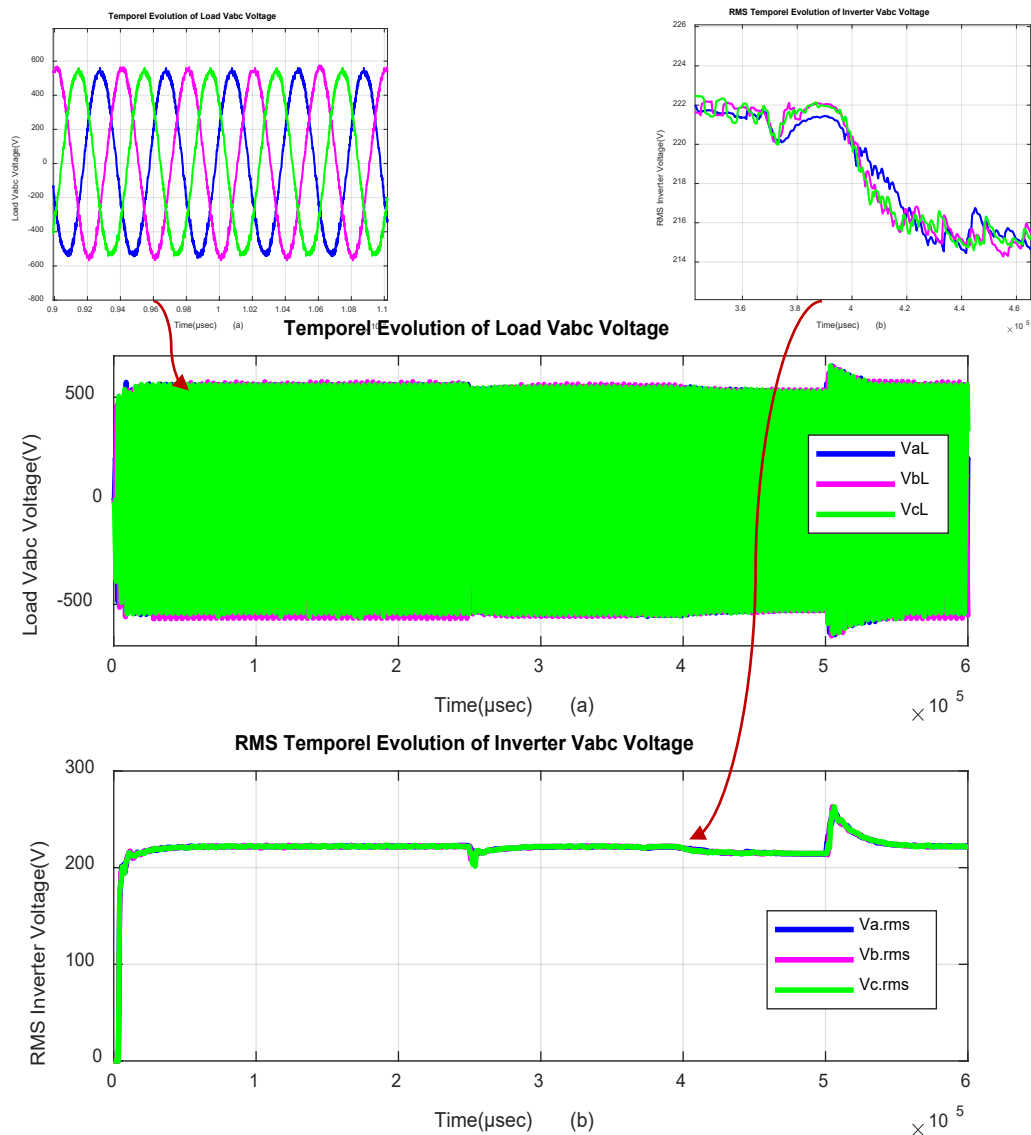 Temporel Evolution of Load Vabc Voltage
Load Vabc Voltage(V)
600
400
200
0
-200
-400
-600
-800
0.9 0.92 0.94 0.96 0.98 1 1.02 1.04 1.06 1.08 1.1
Time(µsec) (a)
RMS Temporel Evolution of Inverter Vabc Voltage
RMS Inverter Voltage(V)
226
224
222
220
218
216
214
3.6 3.8 4 4.2 4.4 4.6
Time(µsec) (b)
× 10 5
Temporel Evolution of Load Vabc Voltage
Load Vabc Voltage(V)
500
0
-500
VaL
VbL
VcL
0 1 2 3 4 5 6
Time(µsec) (a)
× 10 5
RMS Temporel Evolution of Inverter Vabc Voltage
RMS Inverter Voltage(V)
300
200
100
0
Va.rms
Vb.rms
Vc.rms
0 1 2 3 4 5 6
Time(µsec) (b)
× 10 5